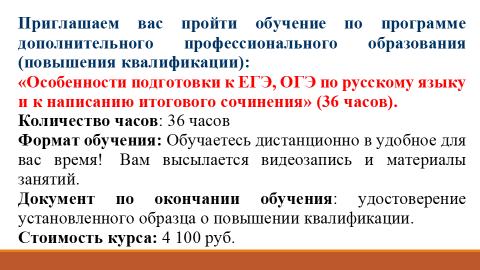 Приглашаем вас пройти обучение по программе
дополнительного профессионального образования
(повышения квалификации):
«Особенности подготовки к ЕГЭ, ОГЭ по русскому языку
и к написанию итогового сочинения» (36 часов).
Количество часов: 36 часов
Формат обучения: Обучаетесь дистанционно в удобное для
вас время! Вам высылается видеозапись и материалы
занятий.
Документ по окончании обучения: удостоверение
установленного образца о повышении квалификации.
Стоимость курса: 4 100 руб.